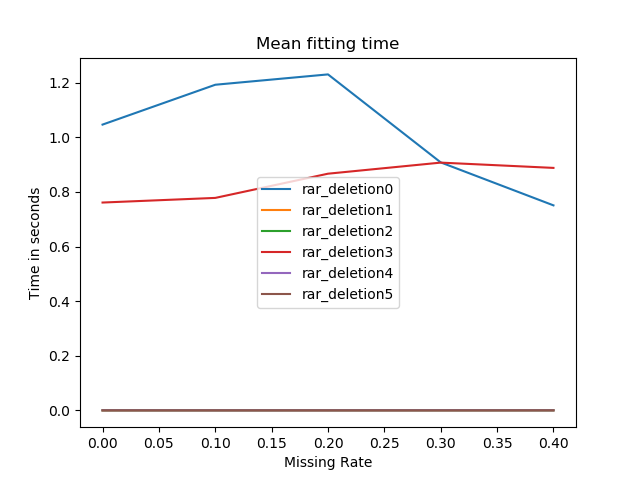 Mean fitting time
Time in seconds
1.2
1.0
0.8
0.6
0.4
0.2
0.0
rar_deletion0
rar_deletion1
rar_deletion2
rar_deletion3
rar_deletion4
rar_deletion5
0.00 0.05 0.10 0.15 0.20 0.25 0.30 0.35 0.40
Missing Rate